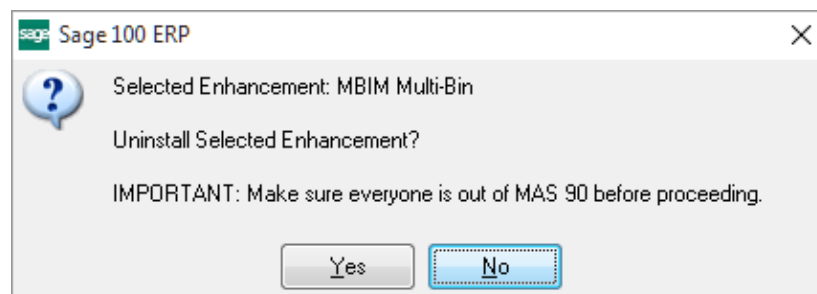 sage Sage 100 ERP
Selected Enhancement: MBIM Multi-Bin
Uninstall Selected Enhancement?
IMPORTANT: Make sure everyone is out of MAS 90 before proceeding.
Yes No